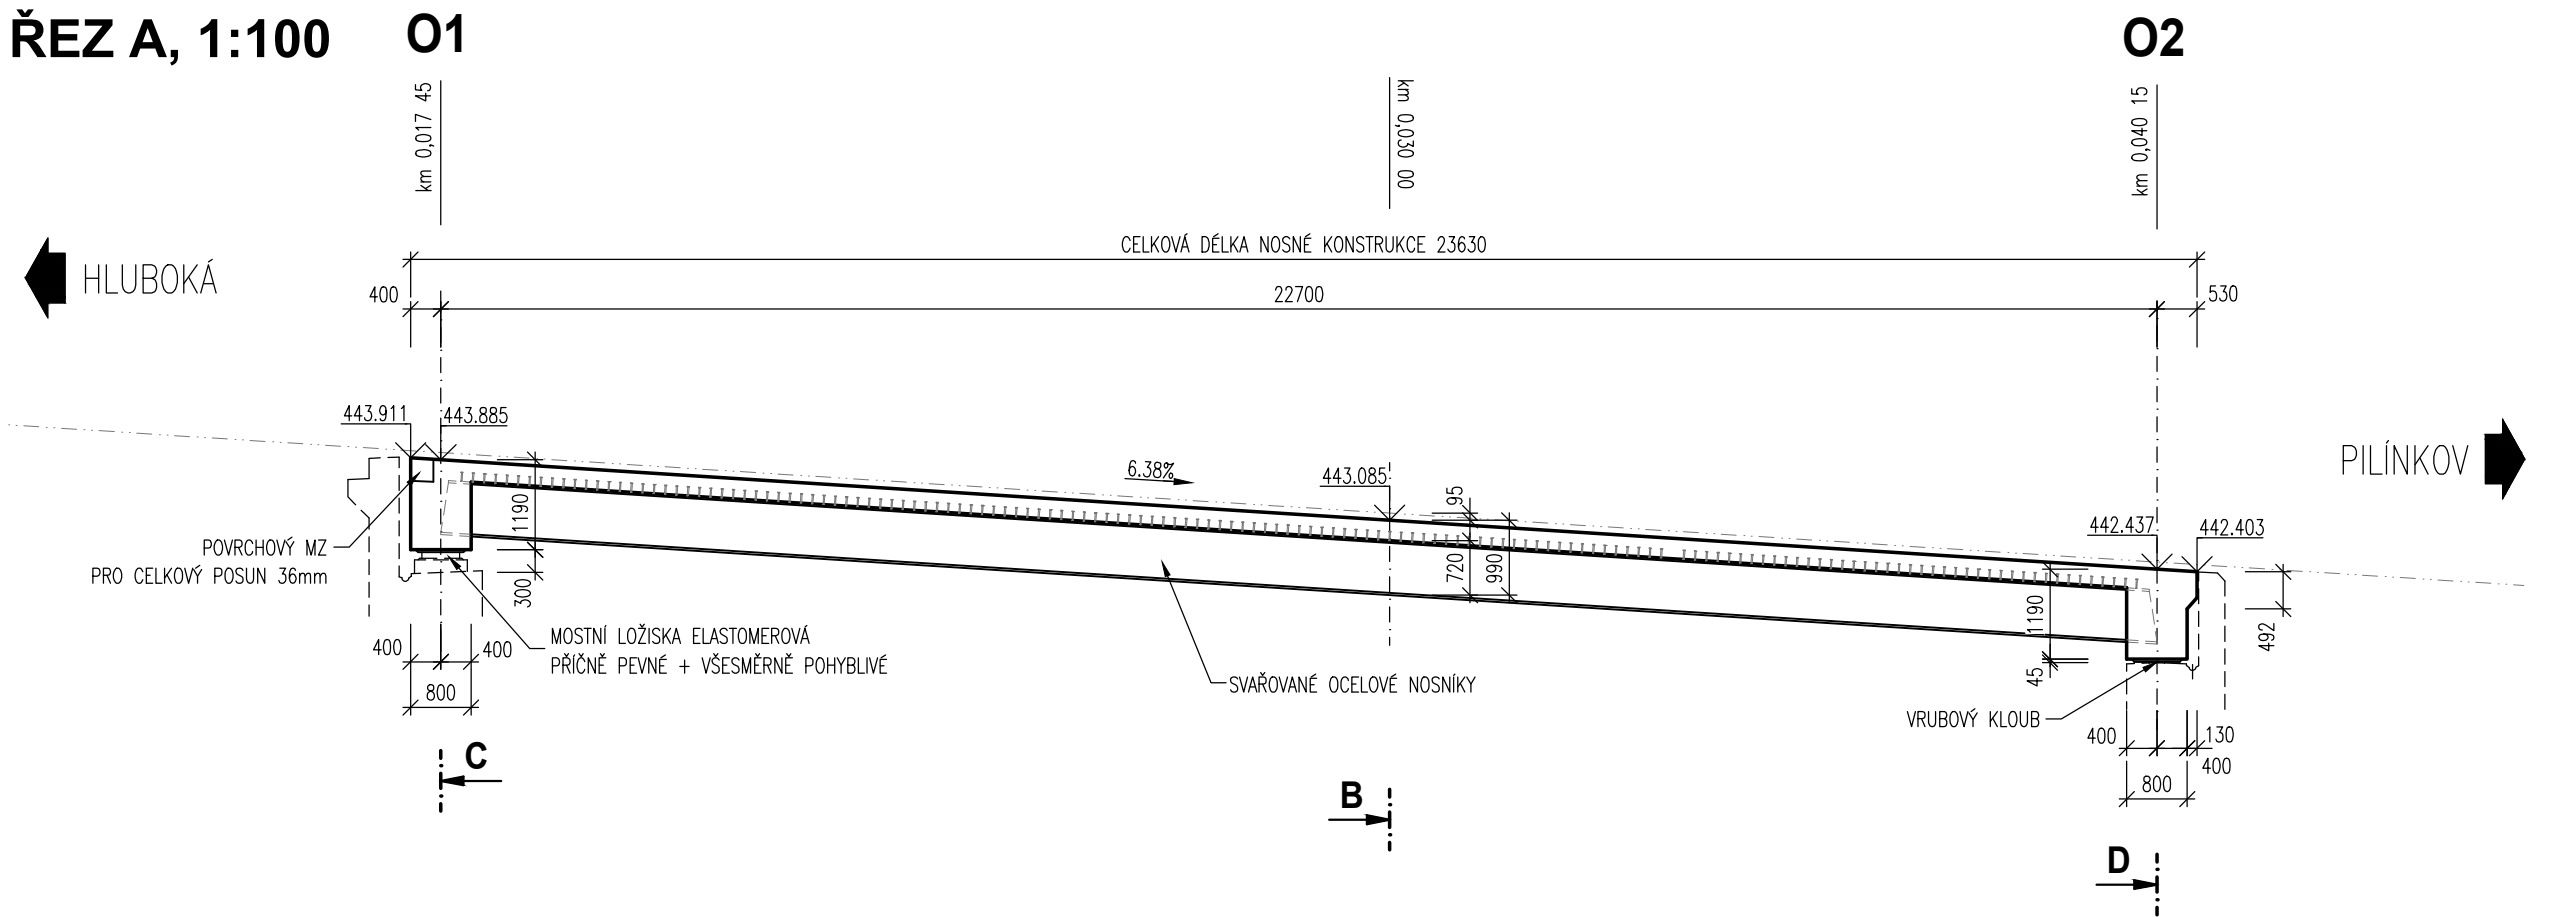 ŘEZ A, 1:100
O1
O2
km 0,017 45
km 0,030 00
km 0,040 15
CELKOVÁ DÉLKA NOSNÉ KONSTRUKCE 23630
HLUBOKÁ
400
22700
530
443.911
443.885
6.38%
443.085
95
PILÍNKOV
442.437
442.403
1190
720
990
POVRCHOVÝ MZ
PRO CELKOVÝ POSUN 36mm
300
1190
492
MOSTNÍ LOŽISKA ELASTOMEROVÁ
PŘÍČNĚ PEVNÉ + VŠESMĚRNĚ POHYBLIVÉ
400
400
800
SVAŘOVANÉ OCELOVÉ NOSNÍKY
45
VRUBOVÝ KLOUB
400
130
400
800
C
B
D